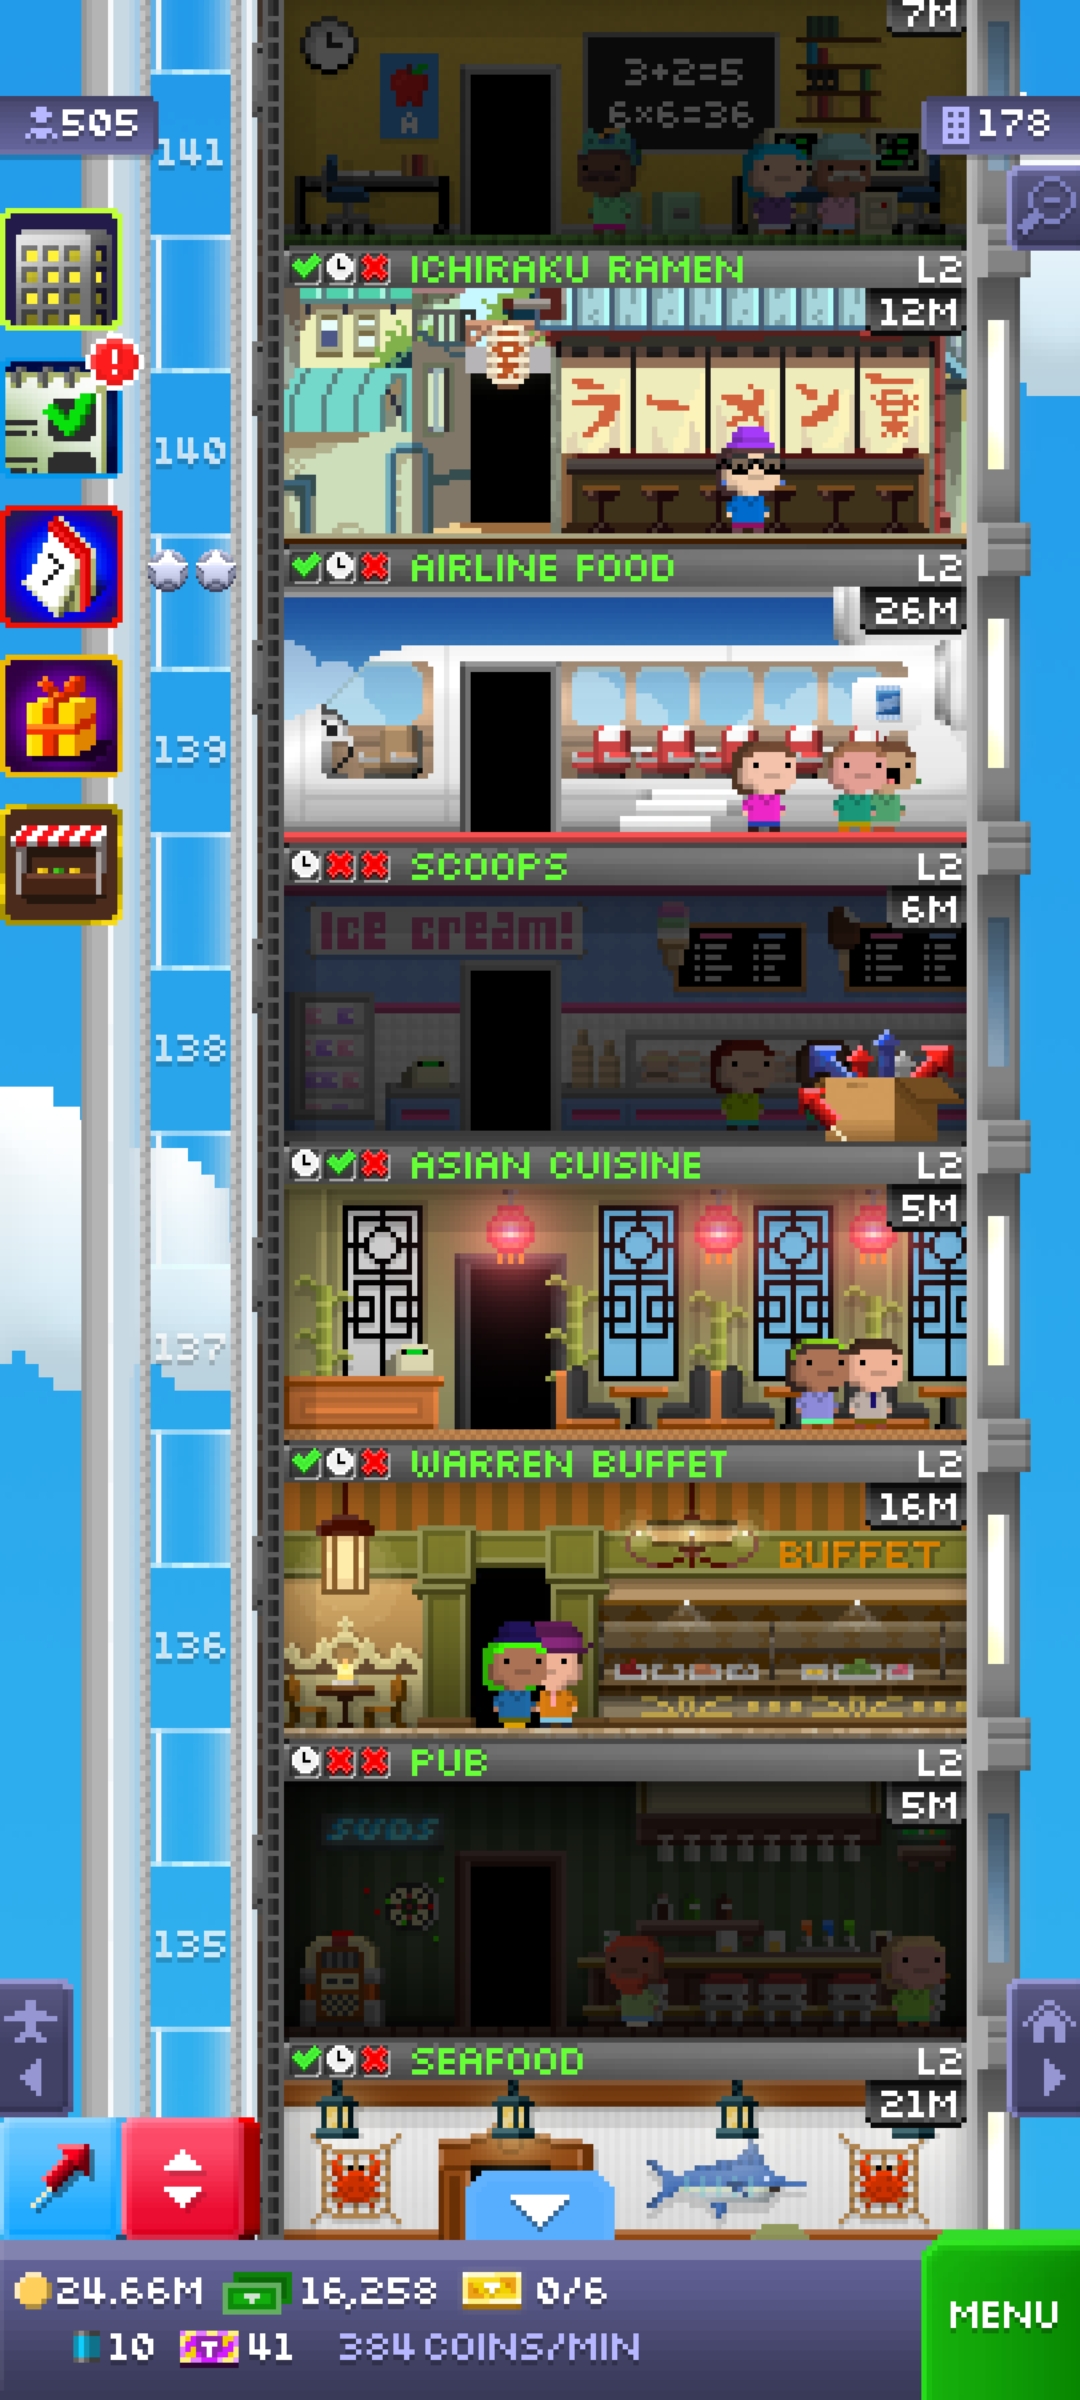 7M
3+2=5
6×6=36
A
505
178
141
ICHIRAKU RAMEN L2
12M
ラーメン
140
AIRLINE FOOD L2
26M
139
SCOOPS L2
6M
Ice cream!
138
ASIAN CUISINE L2
5M
137
WARREN BUFFET L2
16M
BUFFET
136
PUB L2
5M
SUDS
135
SEAFOOD L2
21M
24.66M 16,258 0/6
MENU
10 T 41 384 COINS/MIN